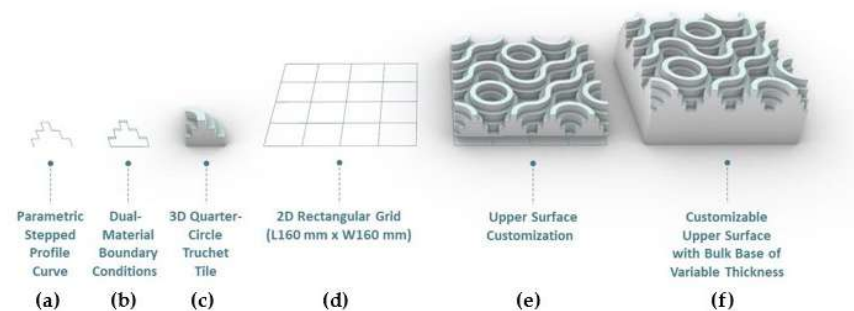 Parametric
Stepped
Profile
Curve
Dual-
Material
Boundary
Conditions
3D Quarter-
Circle
Truchet
Tile
2D Rectangular Grid
(L160 mm x W160 mm)
Upper Surface
Customization
Customizable
Upper Surface
with Bulk Base of
Variable Thickness
(a)
(b)
(c)
(d)
(e)
(f)